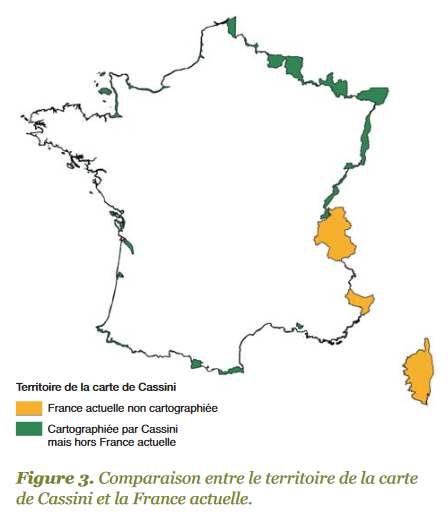 Territoire de la carte de Cassini
France actuelle non cartographiée
Cartographiée par Cassini
mais hors France actuelle
Figure 3. Comparaison entre le territoire de la carte
de Cassini et la France actuelle.